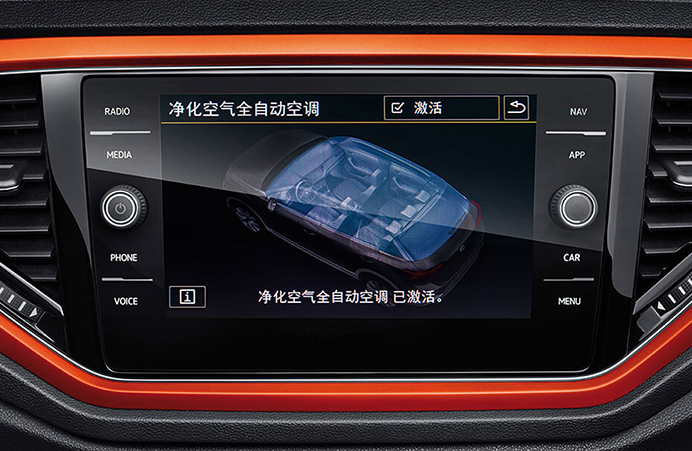 RADIO
MEDIA
PHONE
VOICE
净化空气全自动空调
激活
净化空气全自动空调 已激活。
NAV
APP
CAR
MENU